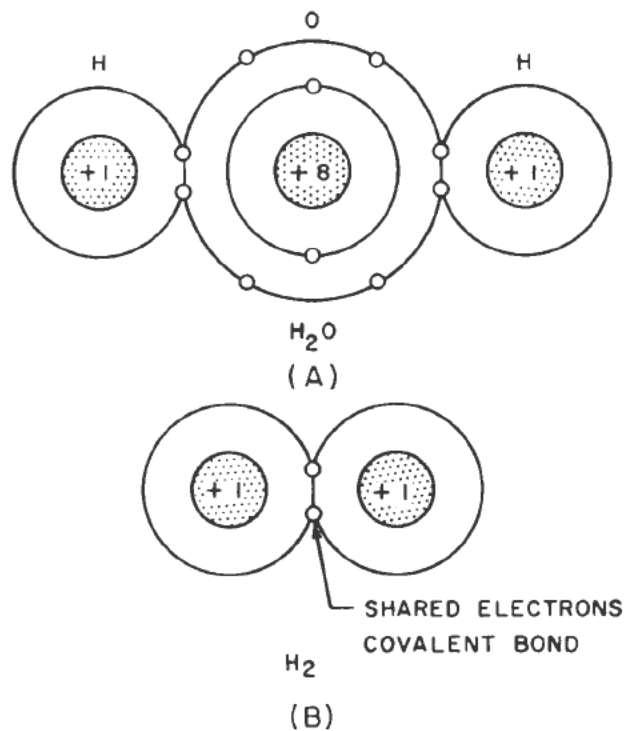 O
H H
+1 +8 +1
H₂O
(A)
+1 +1
SHARED ELECTRONS
COVALENT BOND
H₂
(B)